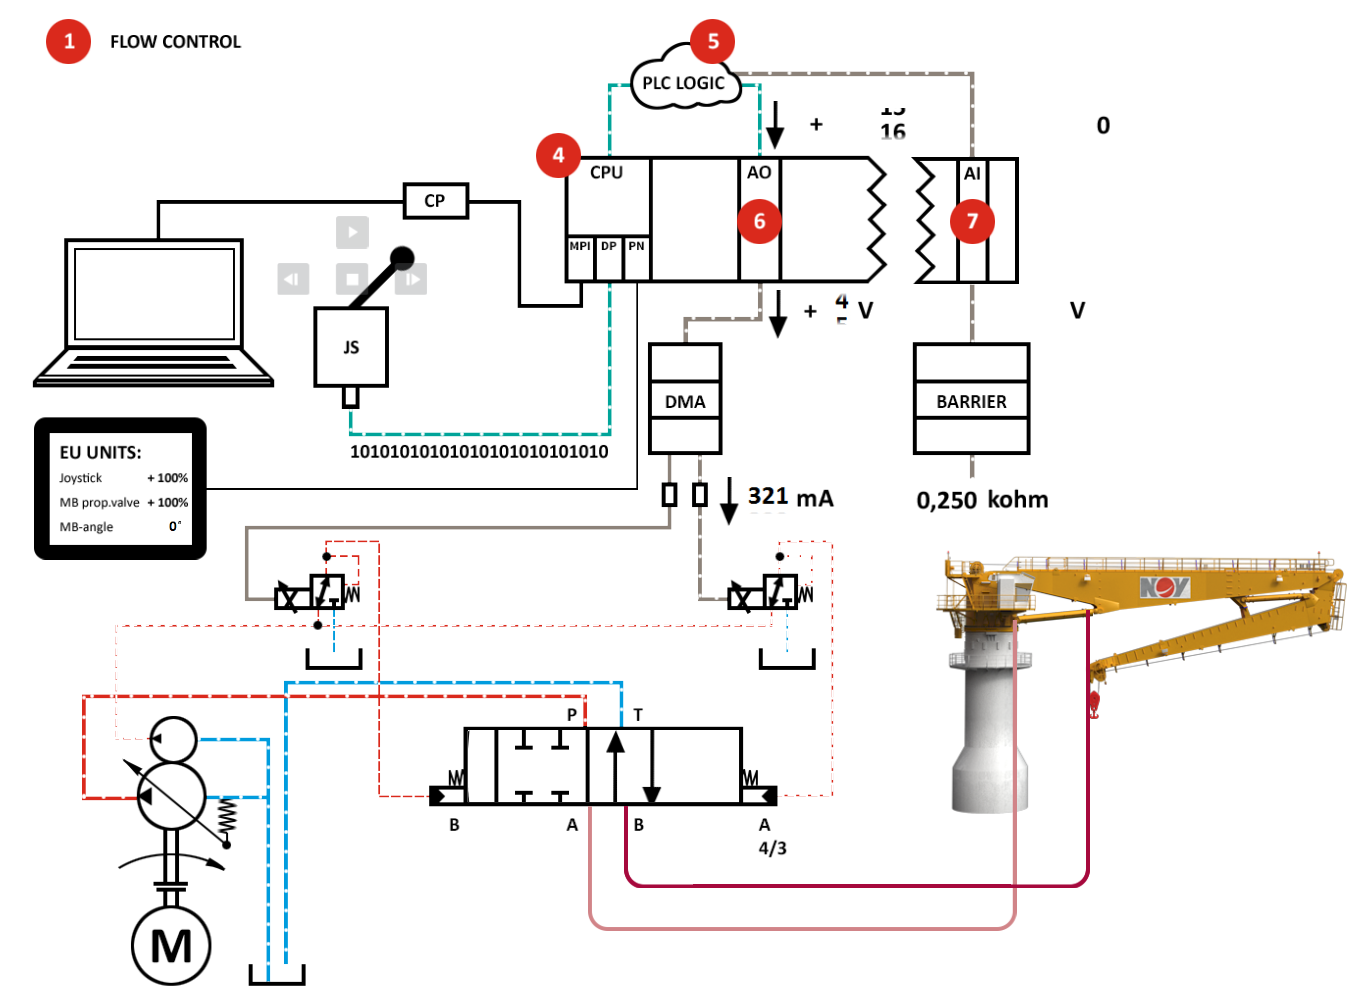 1 FLOW CONTROL
5
PLC LOGIC
+ 16
0
4
CPU
AO
AI
CP
6
7
MPI DP PN
+ 4 V
V
JS
DMA
BARRIER
EU UNITS:
Joystick + 100%
MB prop.valve + 100%
MB-angle 0°
10101010101010101010101010
321 mA
0,250 kohm
NOY
P T
B A B A
4/3
M